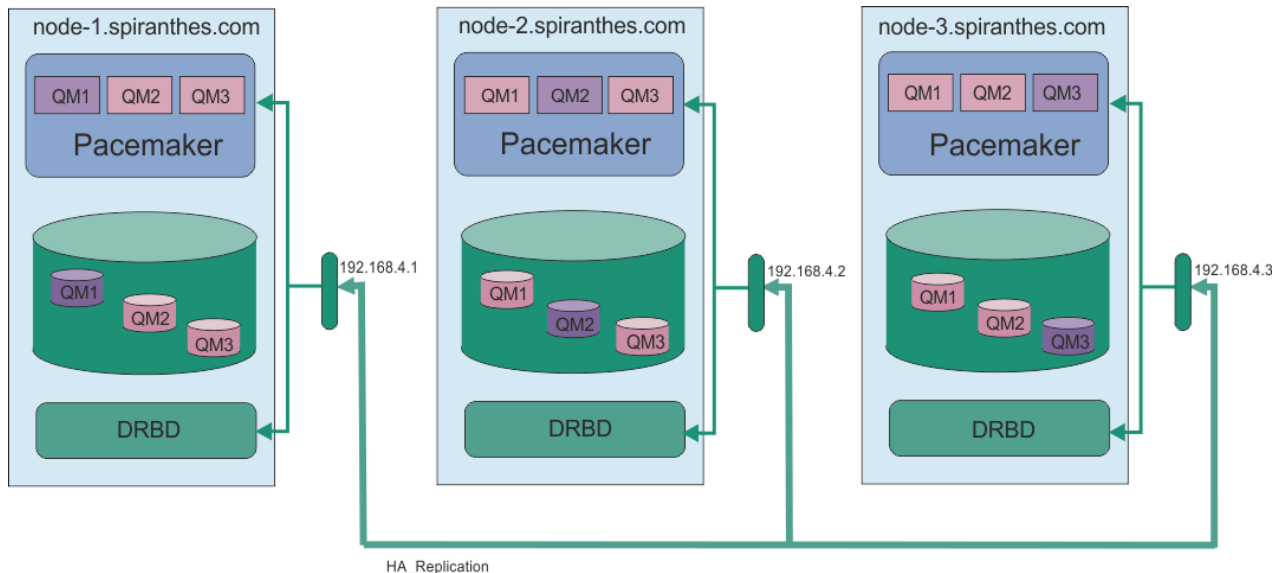 node-1.spiranthes.com
QM1 QM2 QM3
Pacemaker
QM1
QM2
QM3
DRBD
192.168.4.1
node-2.spiranthes.com
QM1 QM2 QM3
Pacemaker
QM1
QM2
QM3
DRBD
192.168.4.2
node-3.spiranthes.com
QM1 QM2 QM3
Pacemaker
QM1
QM2
QM3
DRBD
192.168.4.3
HA Replication